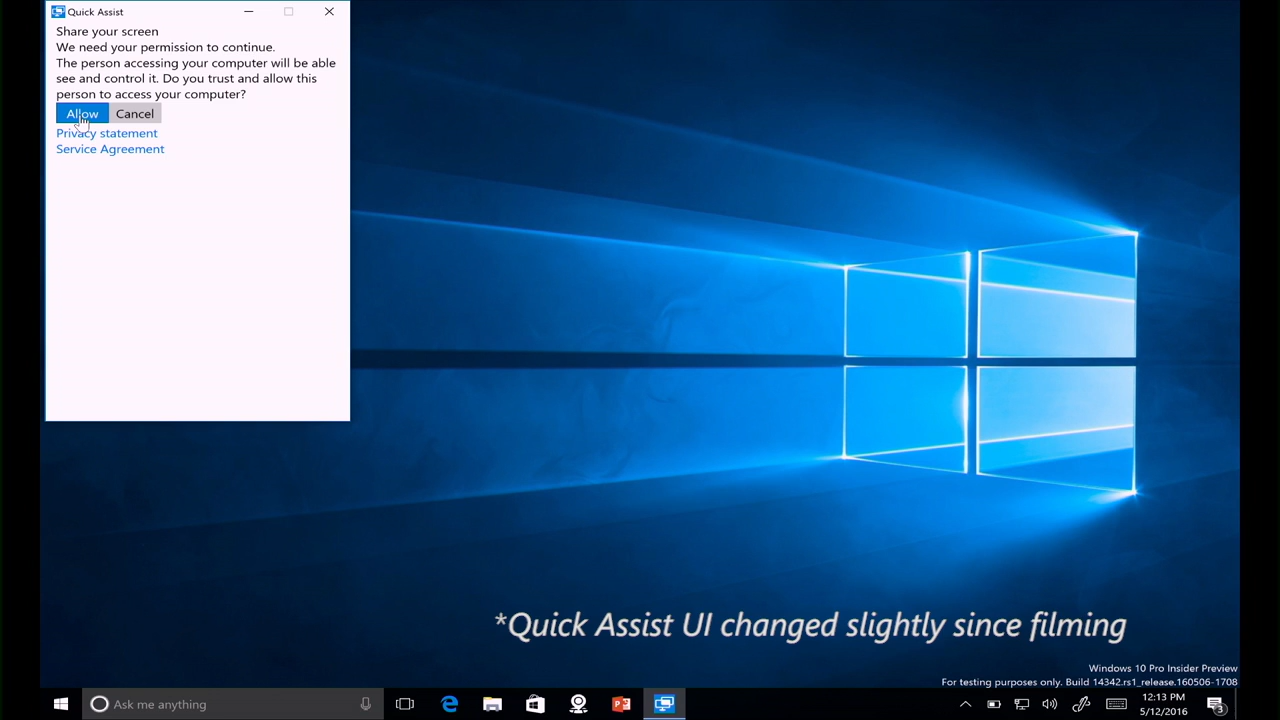 Quick Assist
Share your screen
We need your permission to continue.
The person accessing your computer will be able
see and control it. Do you trust and allow this
person to access your computer?
Allow Cancel
Privacy statement
Service Agreement
*Quick Assist UI changed slightly since filming
Windows 10 Pro Insider Preview
For testing purposes only. Build 14342.rs1_release.160506-1708
Ask me anything
12:13 PM
5/12/2016
3